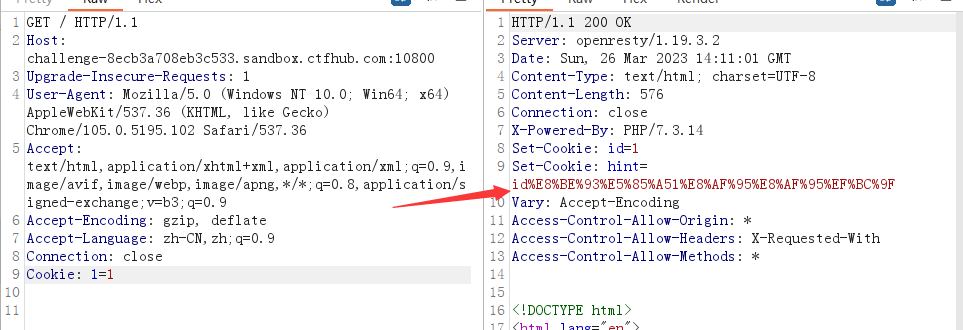 Pretty Raw Hex
1 GET / HTTP/1.1
2 Host:
challenge-8ecb3a708eb3c533.sandbox.ctfhub.com:10800
3 Upgrade-Insecure-Requests: 1
4 User-Agent: Mozilla/5.0 (Windows NT 10.0; Win64; x64)
AppleWebKit/537.36 (KHTML, like Gecko)
Chrome/105.0.5195.102 Safari/537.36
5 Accept:
text/html,application/xhtml+xml,application/xml;q=0.9,i
mage/avif,image/webp,image/apng,*/*;q=0.8,application/s
igned-exchange;v=b3;q=0.9
6 Accept-Encoding: gzip, deflate
7 Accept-Language: zh-CN,zh;q=0.9
8 Connection: close
9 Cookie: 1=1
10
11
Pretty Raw Hex Render
1 HTTP/1.1 200 OK
2 Server: openresty/1.19.3.2
3 Date: Sun, 26 Mar 2023 14:11:01 GMT
4 Content-Type: text/html; charset=UTF-8
5 Content-Length: 576
6 Connection: close
7 X-Powered-By: PHP/7.3.14
8 Set-Cookie: id=1
9 Set-Cookie: hint=
id%E8%BE%93%E5%85%A51%E8%AF%95%E8%AF%95%EF%BC%9F
10 Vary: Accept-Encoding
11 Access-Control-Allow-Origin: *
12 Access-Control-Allow-Headers: X-Requested-With
13 Access-Control-Allow-Methods: *
14
15
16 <!DOCTYPE html>
17 <html lang="en">